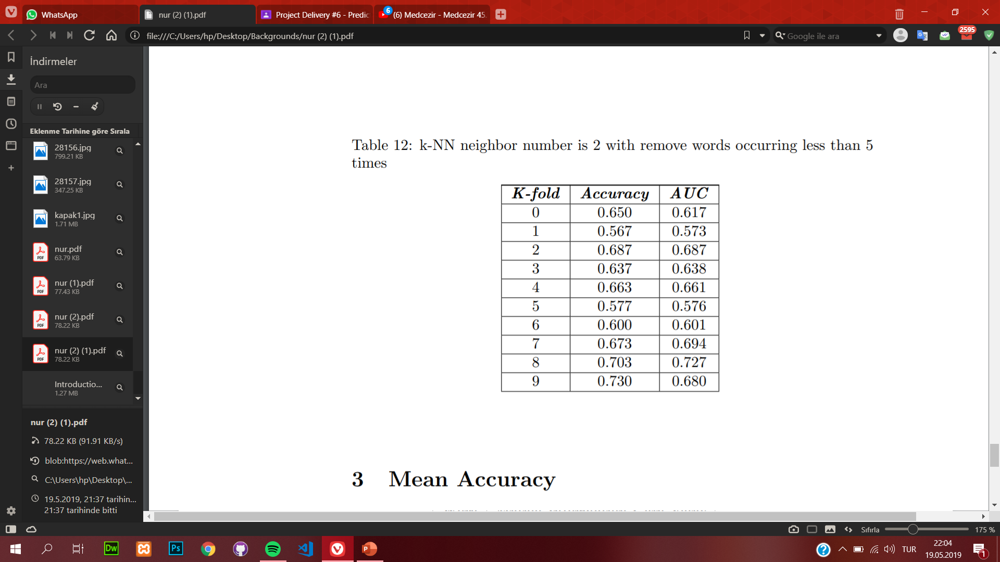 WhatsApp
nur (2) (1).pdf
Project Delivery #6 - Predic
6
(6) Medcezir - Medcezir 45.
file:///C:/Users/hp/Desktop/Backgrounds/nur (2) (1).pdf
Google ile ara
2595
İndirmeler
Ara
Eklenme Tarihine göre Sırala
28156.jpg
799.21 KB
28157.jpg
347.25 KB
kapak1.jpg
1.71 MB
nur.pdf
63.79 KB
nur (1).pdf
77.43 KB
nur (2).pdf
78.22 KB
nur (2) (1).pdf
78.22 KB
Introductio...
1.27 MB
nur (2) (1).pdf
78.22 KB (91.91 KB/s)
blob:https://web.what...
C:\Users\hp\Desktop\...
19.5.2019, 21:37 tarihin...
21:37 tarihinde bitti
Table 12: k-NN neighbor number is 2 with remove words occurring less than 5
times
K-fold Accuracy AUC
0 0.650 0.617
1 0.567 0.573
2 0.687 0.687
3 0.637 0.638
4 0.663 0.661
5 0.577 0.576
6 0.600 0.601
7 0.673 0.694
8 0.703 0.727
9 0.730 0.680
3 Mean Accuracy
Sıfırla
175 %
Dw
Ps
P
TUR
22:04
19.05.2019
1